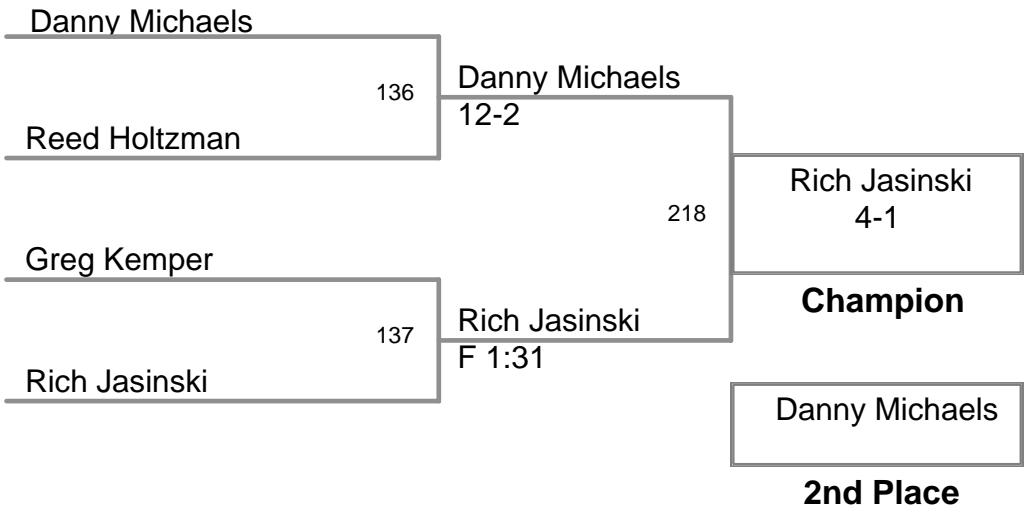 Danny Michaels
136
Reed Holtzman
Danny Michaels
12-2
Greg Kemper
137
Rich Jasinski
Rich Jasinski
F 1:31
218
Rich Jasinski
4-1
Champion
Danny Michaels
2nd Place